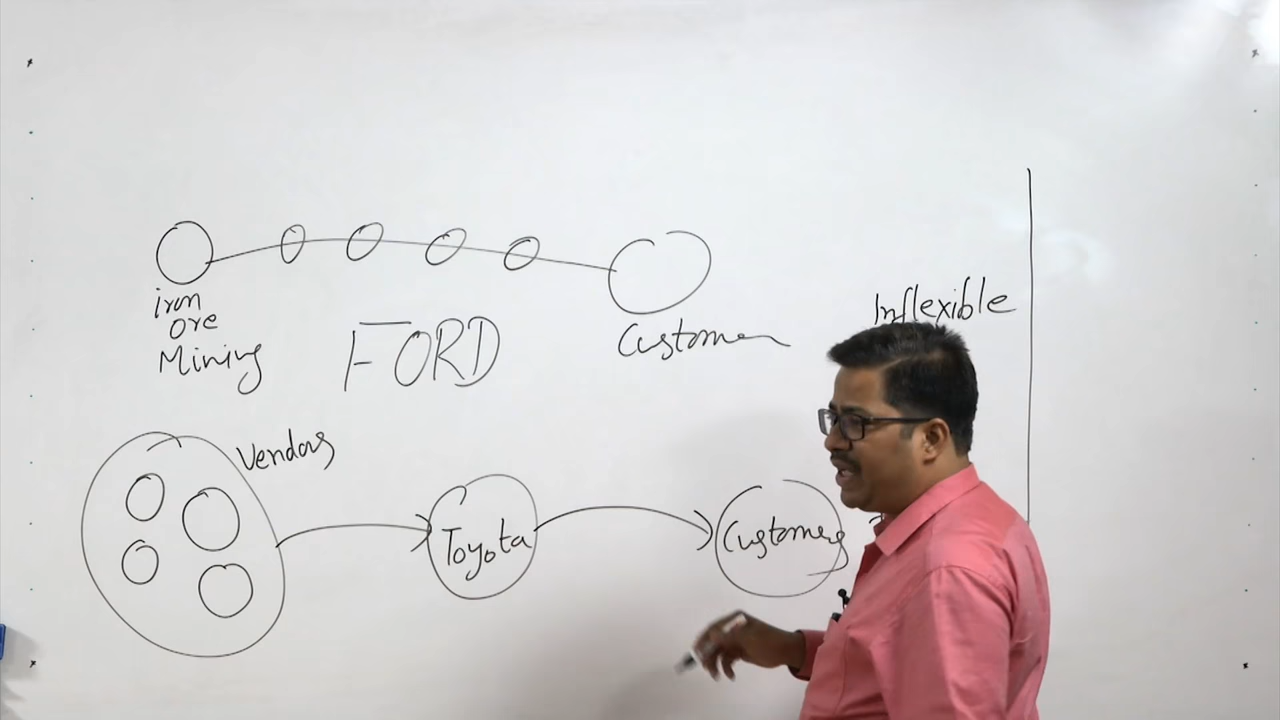 iron
ore
Mining
FORD
Customer
Inflexible
Vendors
Toyota
Customers